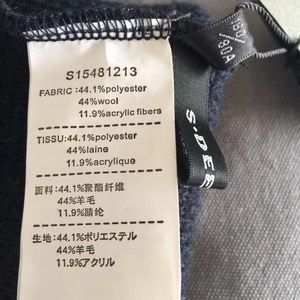 S15481213
FABRIC:44.1%polyester
44%wool
11.9%acrylic fibers
TISSU:44.1%polyester
44%laine
11.9%acrylique
面料:44.1%聚酯纤维
44%羊毛
11.9%腈纶
生地:44.1%ポリエステル
44%羊毛
11.9%アクリル
S·DEE
160/80A